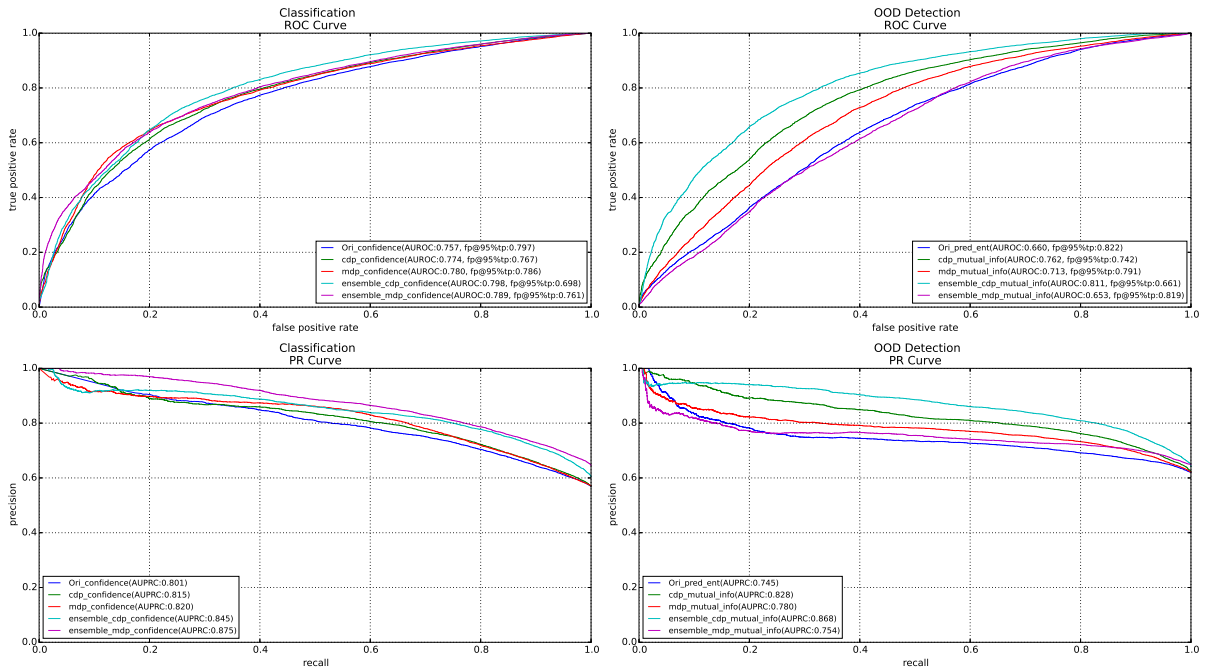 Classification
ROC Curve
1.0
0.8
0.6
0.4
0.2
0.0
true positive rate
Ori_confidence(AUROC:0.757, fp@95%tp:0.797)
cdp_confidence(AUROC:0.774, fp@95%tp:0.767)
mdp_confidence(AUROC:0.780, fp@95%tp:0.786)
ensemble_cdp_confidence(AUROC:0.798, fp@95%tp:0.698)
ensemble_mdp_confidence(AUROC:0.789, fp@95%tp:0.761)
0.0 0.2 0.4 0.6 0.8 1.0
false positive rate
OOD Detection
ROC Curve
1.0
0.8
0.6
0.4
0.2
0.0
true positive rate
Ori_pred_ent(AUROC:0.660, fp@95%tp:0.822)
cdp_mutual_info(AUROC:0.762, fp@95%tp:0.742)
mdp_mutual_info(AUROC:0.713, fp@95%tp:0.791)
ensemble_cdp_mutual_info(AUROC:0.811, fp@95%tp:0.661)
ensemble_mdp_mutual_info(AUROC:0.653, fp@95%tp:0.819)
0.0 0.2 0.4 0.6 0.8 1.0
false positive rate
Classification
PR Curve
1.0
0.8
0.6
0.4
0.2
0.0
precision
Ori_confidence(AUPRC:0.801)
cdp_confidence(AUPRC:0.815)
mdp_confidence(AUPRC:0.820)
ensemble_cdp_confidence(AUPRC:0.845)
ensemble_mdp_confidence(AUPRC:0.875)
0.0 0.2 0.4 0.6 0.8 1.0
recall
OOD Detection
PR Curve
1.0
0.8
0.6
0.4
0.2
0.0
precision
Ori_pred_ent(AUPRC:0.745)
cdp_mutual_info(AUPRC:0.828)
mdp_mutual_info(AUPRC:0.780)
ensemble_cdp_mutual_info(AUPRC:0.868)
ensemble_mdp_mutual_info(AUPRC:0.754)
0.0 0.2 0.4 0.6 0.8 1.0
recall